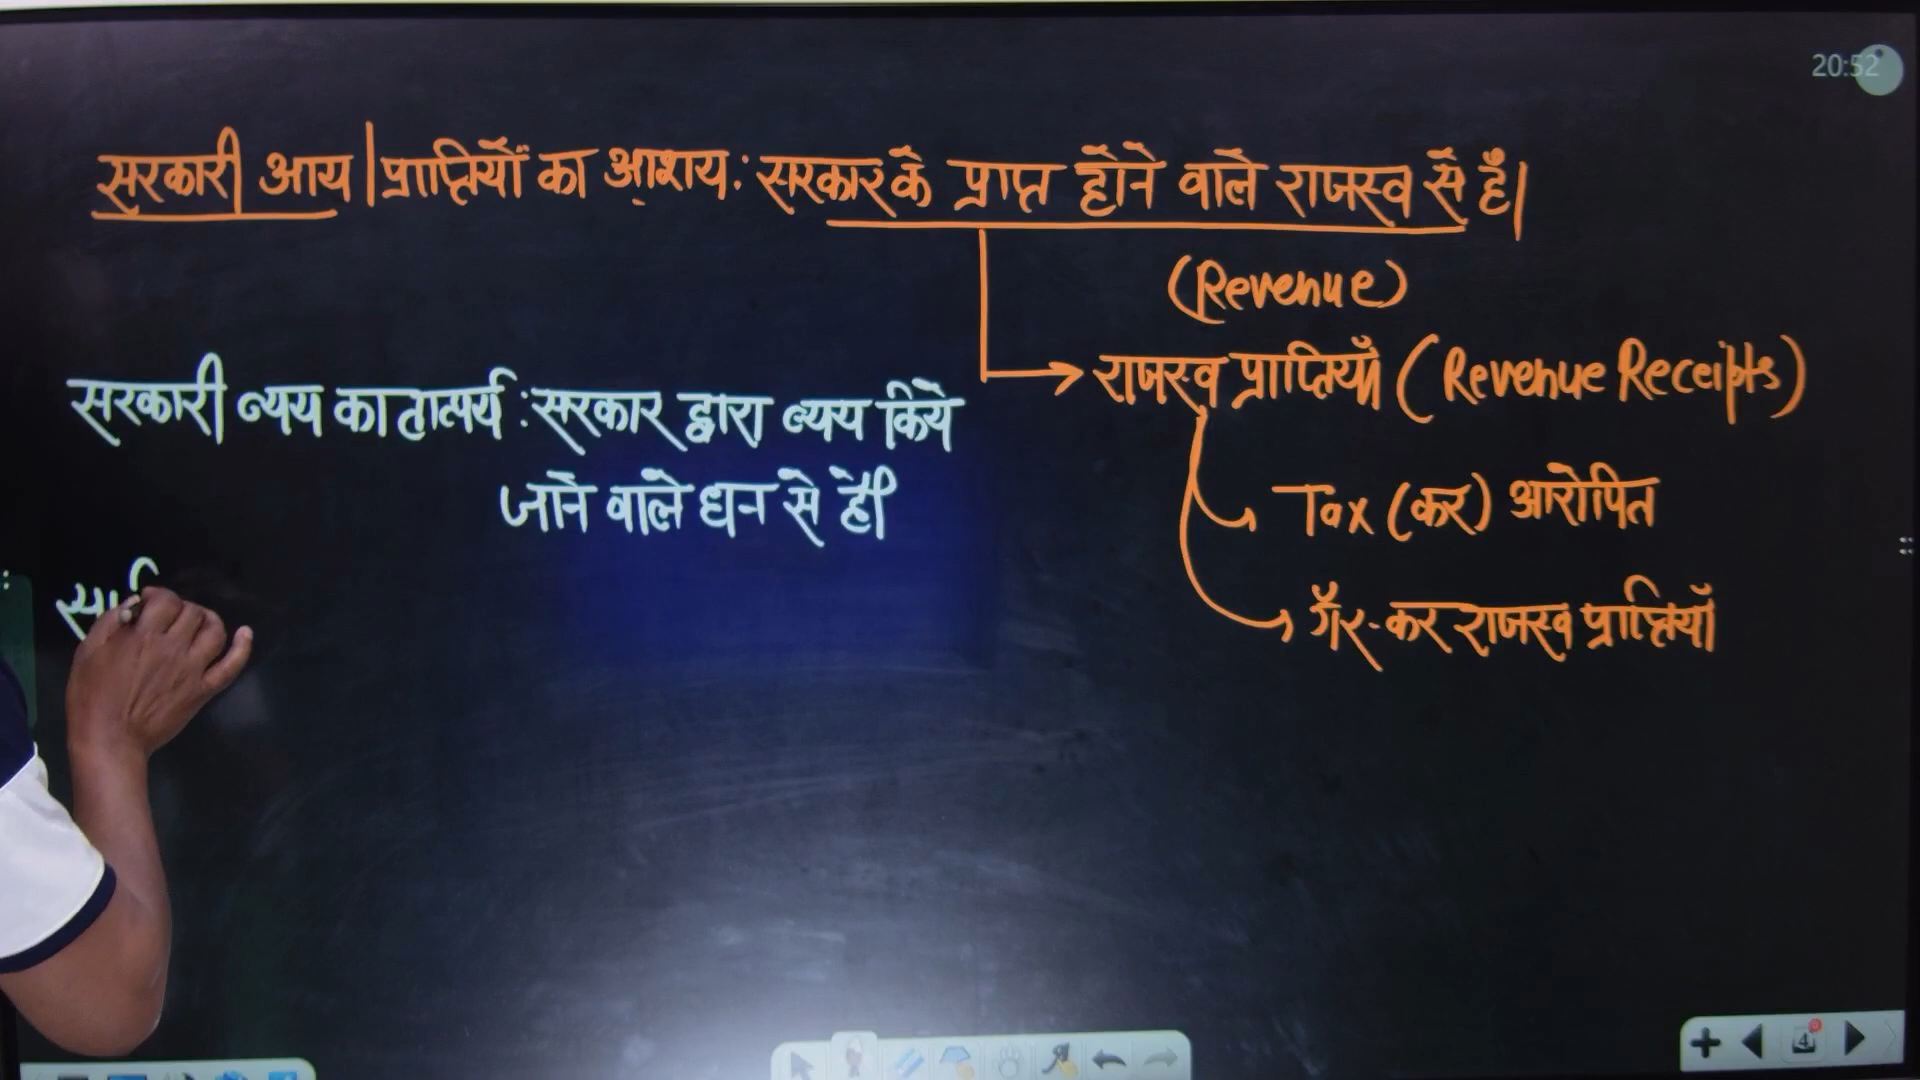 20:52
सरकारी आय | प्राप्तियों का आशय: सरकार के प्राप्त होने वाले राजस्व से हैं|
(Revenue)
राजस्व प्राप्तियाँ (Revenue Receipts)
सरकारी व्यय का तात्पर्य : सरकार द्वारा व्यय किये
जाने वाले धन से है।
Tax (कर) आरोपित
गैर-कर राजस्व प्राप्तियाँ
4